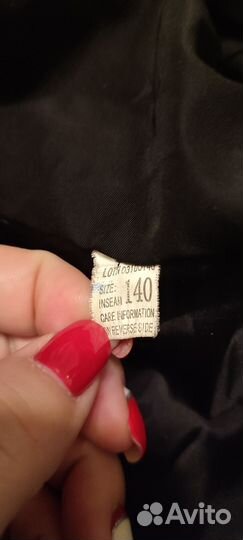 SIZE: 140
INSEAM
CARE INFORMATION
ON REVERSE SIDE
Avito